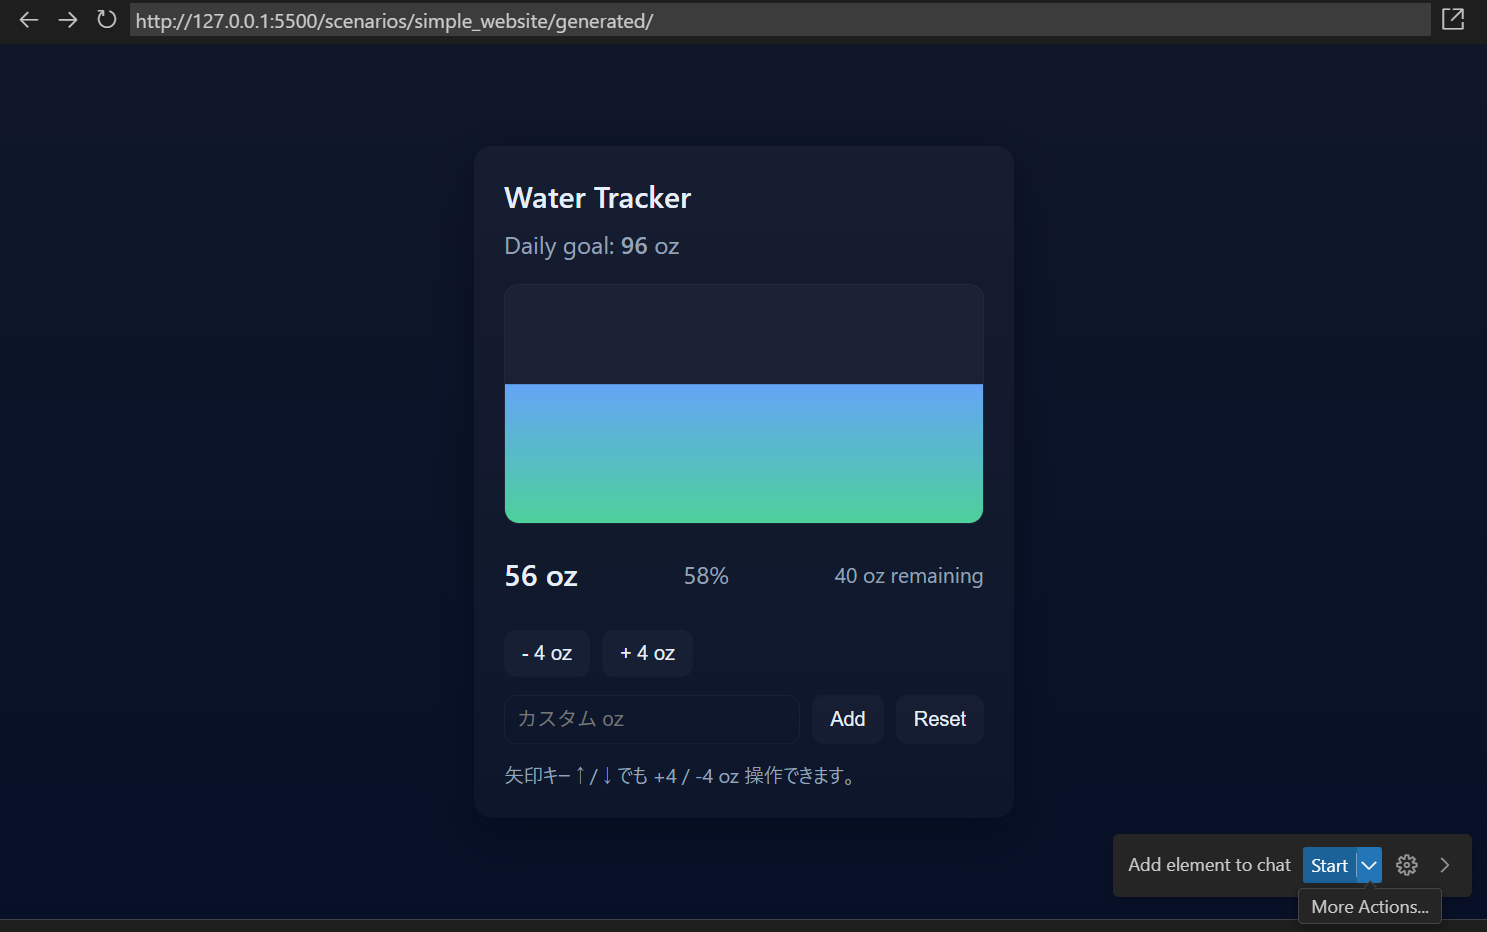 http://127.0.0.1:5500/scenarios/simple_website/generated/
Water Tracker
Daily goal: 96 oz
56 oz
58%
40 oz remaining
- 4 oz
+ 4 oz
カスタム oz
Add
Reset
矢印キー ↑ / ↓ でも +4 / -4 oz 操作できます。
Add element to chat
Start
More Actions...